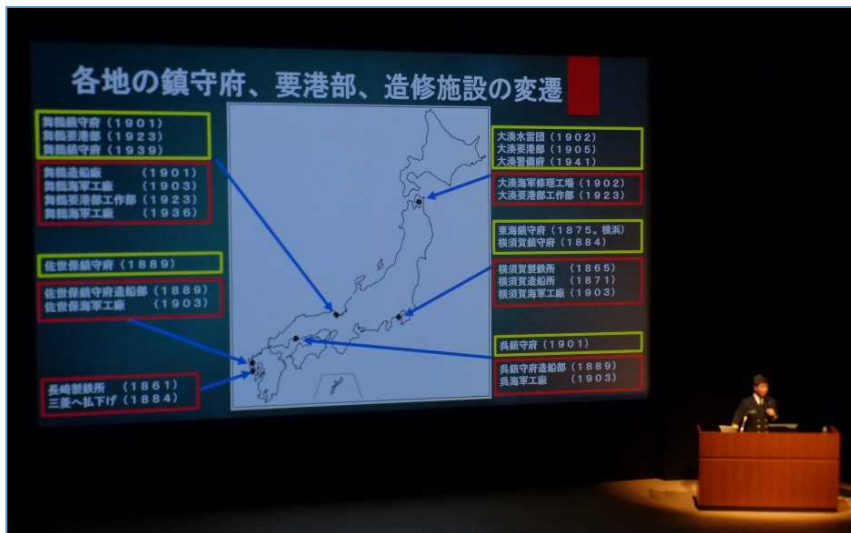 各地の鎮守府、要港部、造修施設の変遷
舞鶴鎮守府（1901）
舞鶴要港部（1923）
舞鶴鎮守府（1939）
舞鶴造船廠　（1901）
舞鶴海軍工廠　（1903）
舞鶴要港部工作部（1923）
舞鶴海軍工廠（1936）
佐世保鎮守府（1889）
佐世保鎮守府造船部（1889）
佐世保海軍工廠　（1903）
長崎製鉄所　（1861）
三菱へ払下げ（1884）
大湊水雷団（1902）
大湊要港部（1905）
大湊警備府（1941）
大湊海軍修理工場（1902）
大湊要港部工作部（1923）
東海鎮守府（1875。横浜）
横須賀鎮守府（1884）
横須賀製鉄所　（1865）
横須賀造船所　（1871）
横須賀海軍工廠（1903）
呉鎮守府（1901）
呉鎮守府造船部（1889）
呉海軍工廠　（1903）